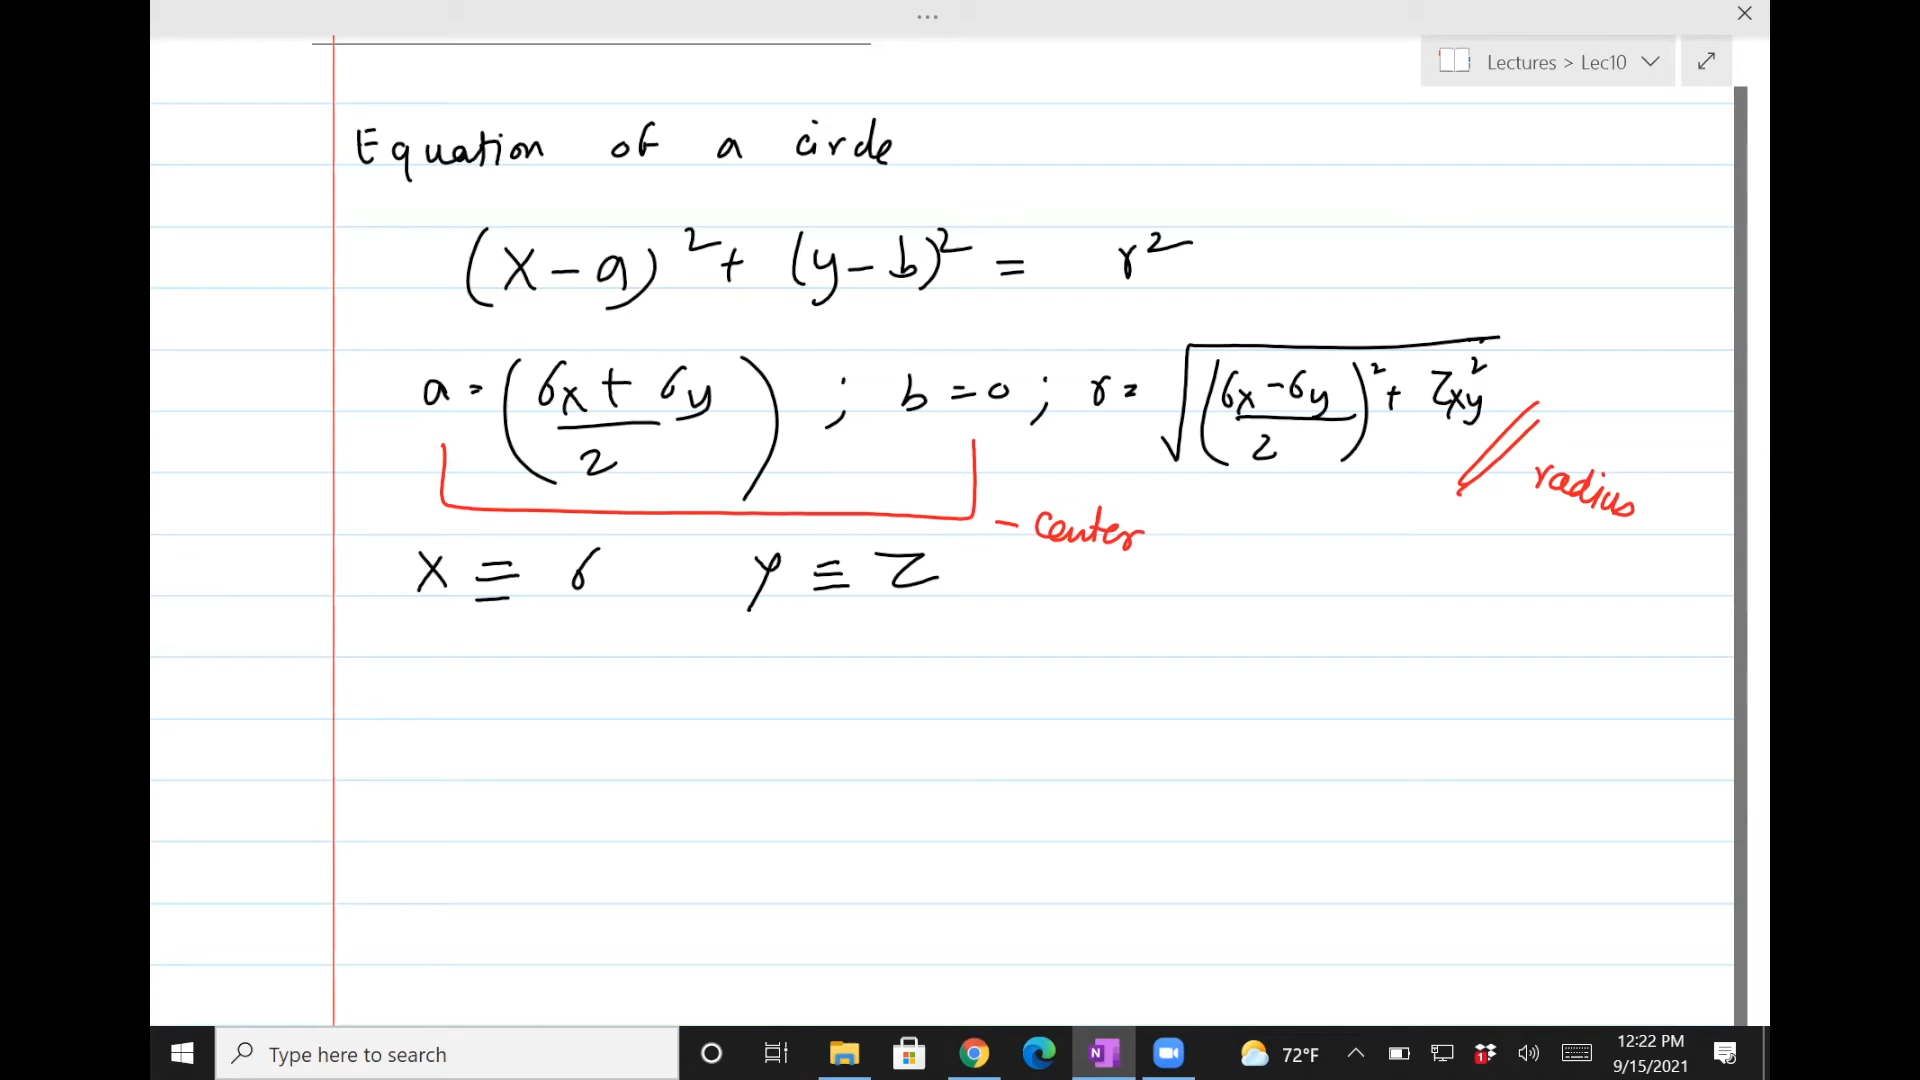 Lectures > Lec10
Equation of a circle
(x-a)² + (y-b)² = r²
a = (σx + σy / 2) ; b = 0 ; r = √((σx - σy / 2)² + τxy²)
radius
- center
x ≡ σ y ≡ τ
Type here to search
72°F
1
12:22 PM
9/15/2021